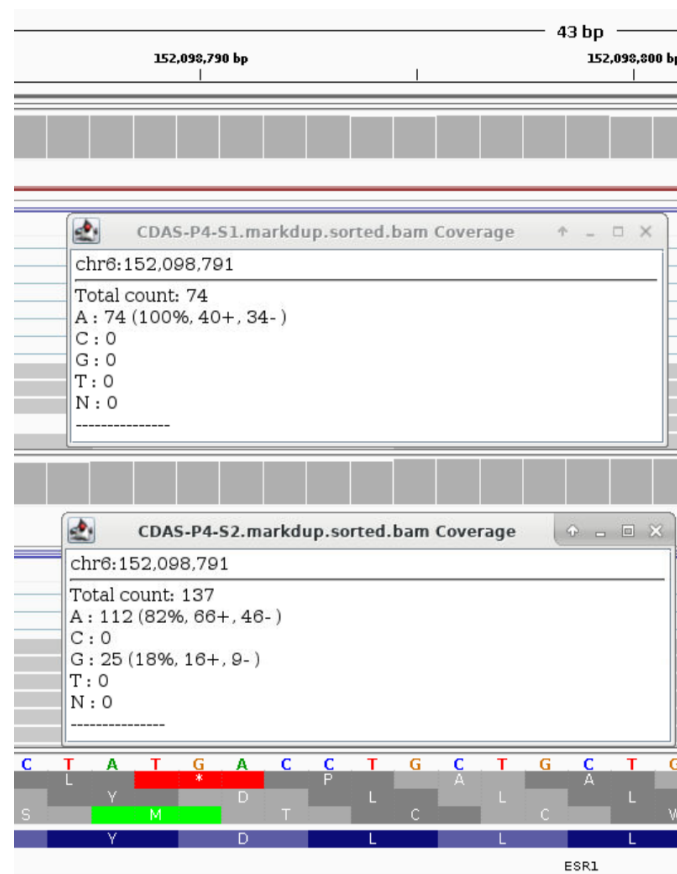 43 bp
152,098,790 bp 152,098,800 bp
CDAS-P4-S1.markdup.sorted.bam Coverage
chr6:152,098,791
Total count: 74
A : 74 (100%, 40+, 34- )
C : 0
G : 0
T : 0
N : 0
---------------
CDAS-P4-S2.markdup.sorted.bam Coverage
chr6:152,098,791
Total count: 137
A : 112 (82%, 66+, 46- )
C : 0
G : 25 (18%, 16+, 9- )
T : 0
N : 0
---------------
C T A T G A C C T G C T G C T G
L * P A A
Y D L L L
S M T C C W
Y D L L L
ESR1